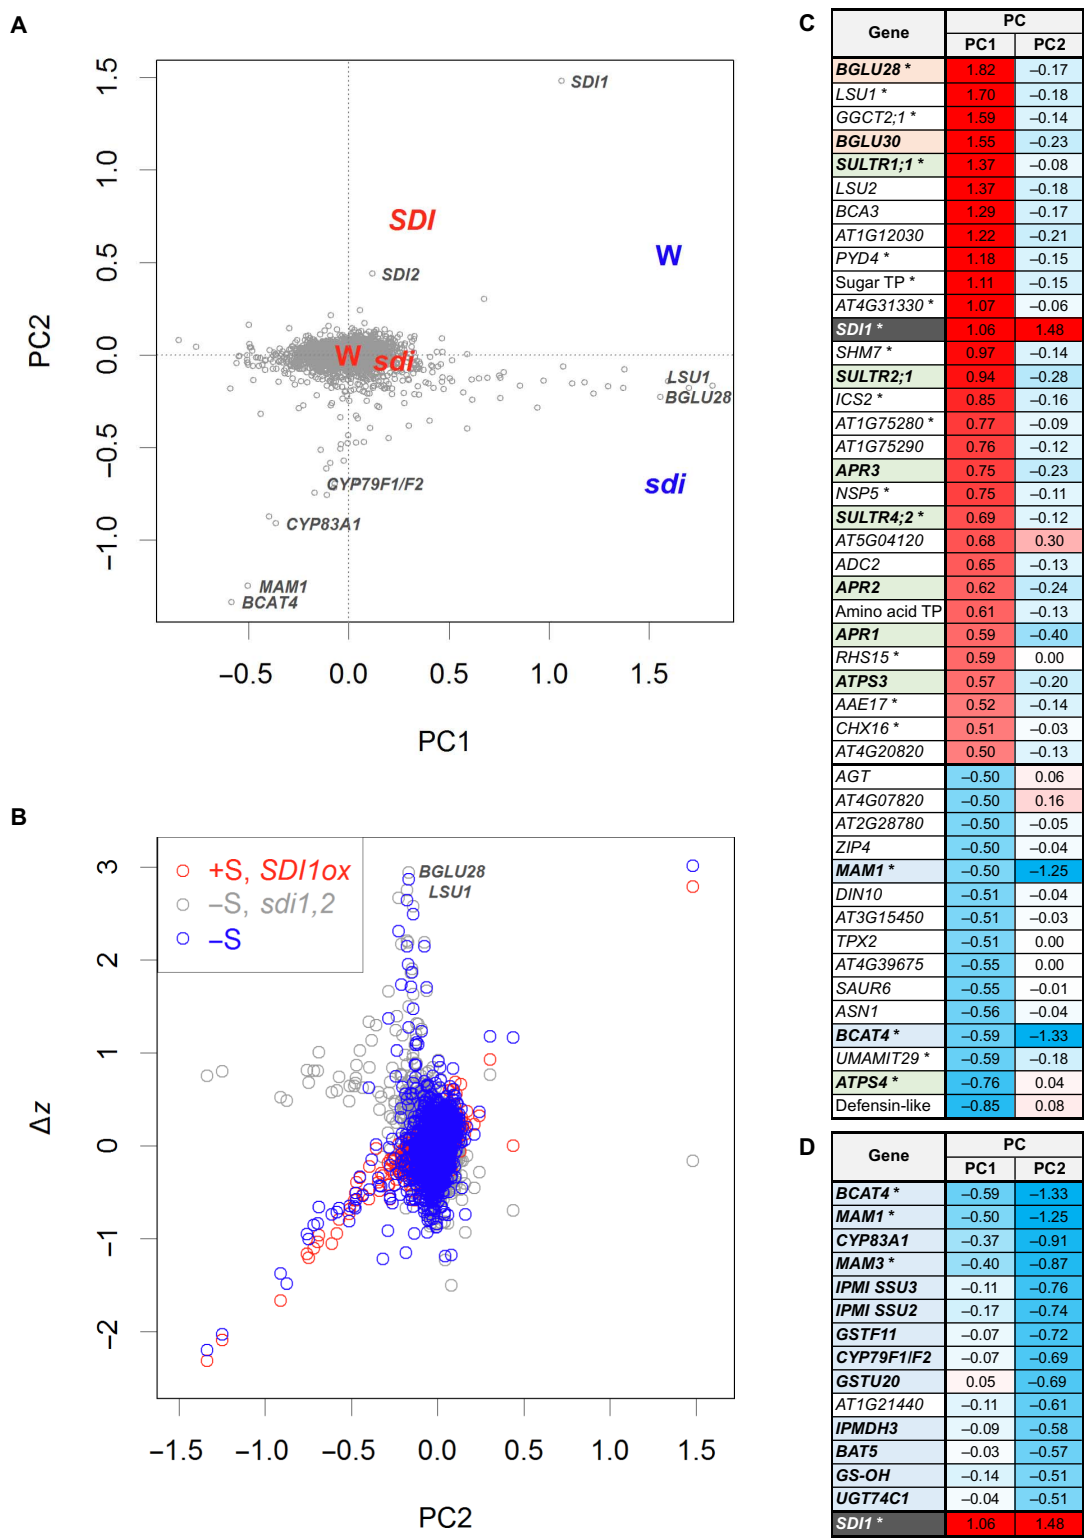 A
PC2
1.5
1.0
0.5
0.0
−0.5
−1.0
SDI1
SDI
W
SDI2
W sdi
LSU1
BGLU28
CYP79F1/F2
sdi
CYP83A1
MAM1
BCAT4
−0.5 0.0 0.5 1.0 1.5
PC1
B
Δz
3
2
1
0
−1
−2
+S, SDI1ox
−S, sdi1,2
−S
BGLU28
LSU1
−1.5 −1.0 −0.5 0.0 0.5 1.0 1.5
PC2
C
Gene PC
PC1 PC2
BGLU28 * 1.82 −0.17
LSU1 * 1.70 −0.18
GGCT2;1 * 1.59 −0.14
BGLU30 1.55 −0.23
SULTR1;1 * 1.37 −0.08
LSU2 1.37 −0.18
BCA3 1.29 −0.17
AT1G12030 1.22 −0.21
PYD4 * 1.18 −0.15
Sugar TP * 1.11 −0.15
AT4G31330 * 1.07 −0.06
SDI1 * 1.06 1.48
SHM7 * 0.97 −0.14
SULTR2;1 0.94 −0.28
ICS2 * 0.85 −0.16
AT1G75280 * 0.77 −0.09
AT1G75290 0.76 −0.12
APR3 0.75 −0.23
NSP5 * 0.75 −0.11
SULTR4;2 * 0.69 −0.12
AT5G04120 0.68 0.30
ADC2 0.65 −0.13
APR2 0.62 −0.24
Amino acid TP 0.61 −0.13
APR1 0.59 −0.40
RHS15 * 0.59 0.00
ATPS3 0.57 −0.20
AAE17 * 0.52 −0.14
CHX16 * 0.51 −0.03
AT4G20820 0.50 −0.13
AGT −0.50 0.06
AT4G07820 −0.50 0.16
AT2G28780 −0.50 −0.05
ZIP4 −0.50 −0.04
MAM1 * −0.50 −1.25
DIN10 −0.51 −0.04
AT3G15450 −0.51 −0.03
TPX2 −0.51 0.00
AT4G39675 −0.55 0.00
SAUR6 −0.55 −0.01
ASN1 −0.56 −0.04
BCAT4 * −0.59 −1.33
UMAMIT29 * −0.59 −0.18
ATPS4 * −0.76 0.04
Defensin-like −0.85 0.08
D
Gene PC
PC1 PC2
BCAT4 * −0.59 −1.33
MAM1 * −0.50 −1.25
CYP83A1 −0.37 −0.91
MAM3 * −0.40 −0.87
IPMI SSU3 −0.11 −0.76
IPMI SSU2 −0.17 −0.74
GSTF11 −0.07 −0.72
CYP79F1/F2 −0.07 −0.69
GSTU20 0.05 −0.69
AT1G21440 −0.11 −0.61
IPMDH3 −0.09 −0.58
BAT5 −0.03 −0.57
GS-OH −0.14 −0.51
UGT74C1 −0.04 −0.51
SDI1 * 1.06 1.48